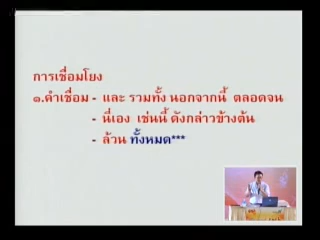 การเชื่อมโยง
๑.คำเชื่อม - และ รวมทั้ง นอกจากนี้ ตลอดจน
- นี่เอง เช่นนี้ ดังกล่าวข้างต้น
- ล้วน ทั้งหมด***